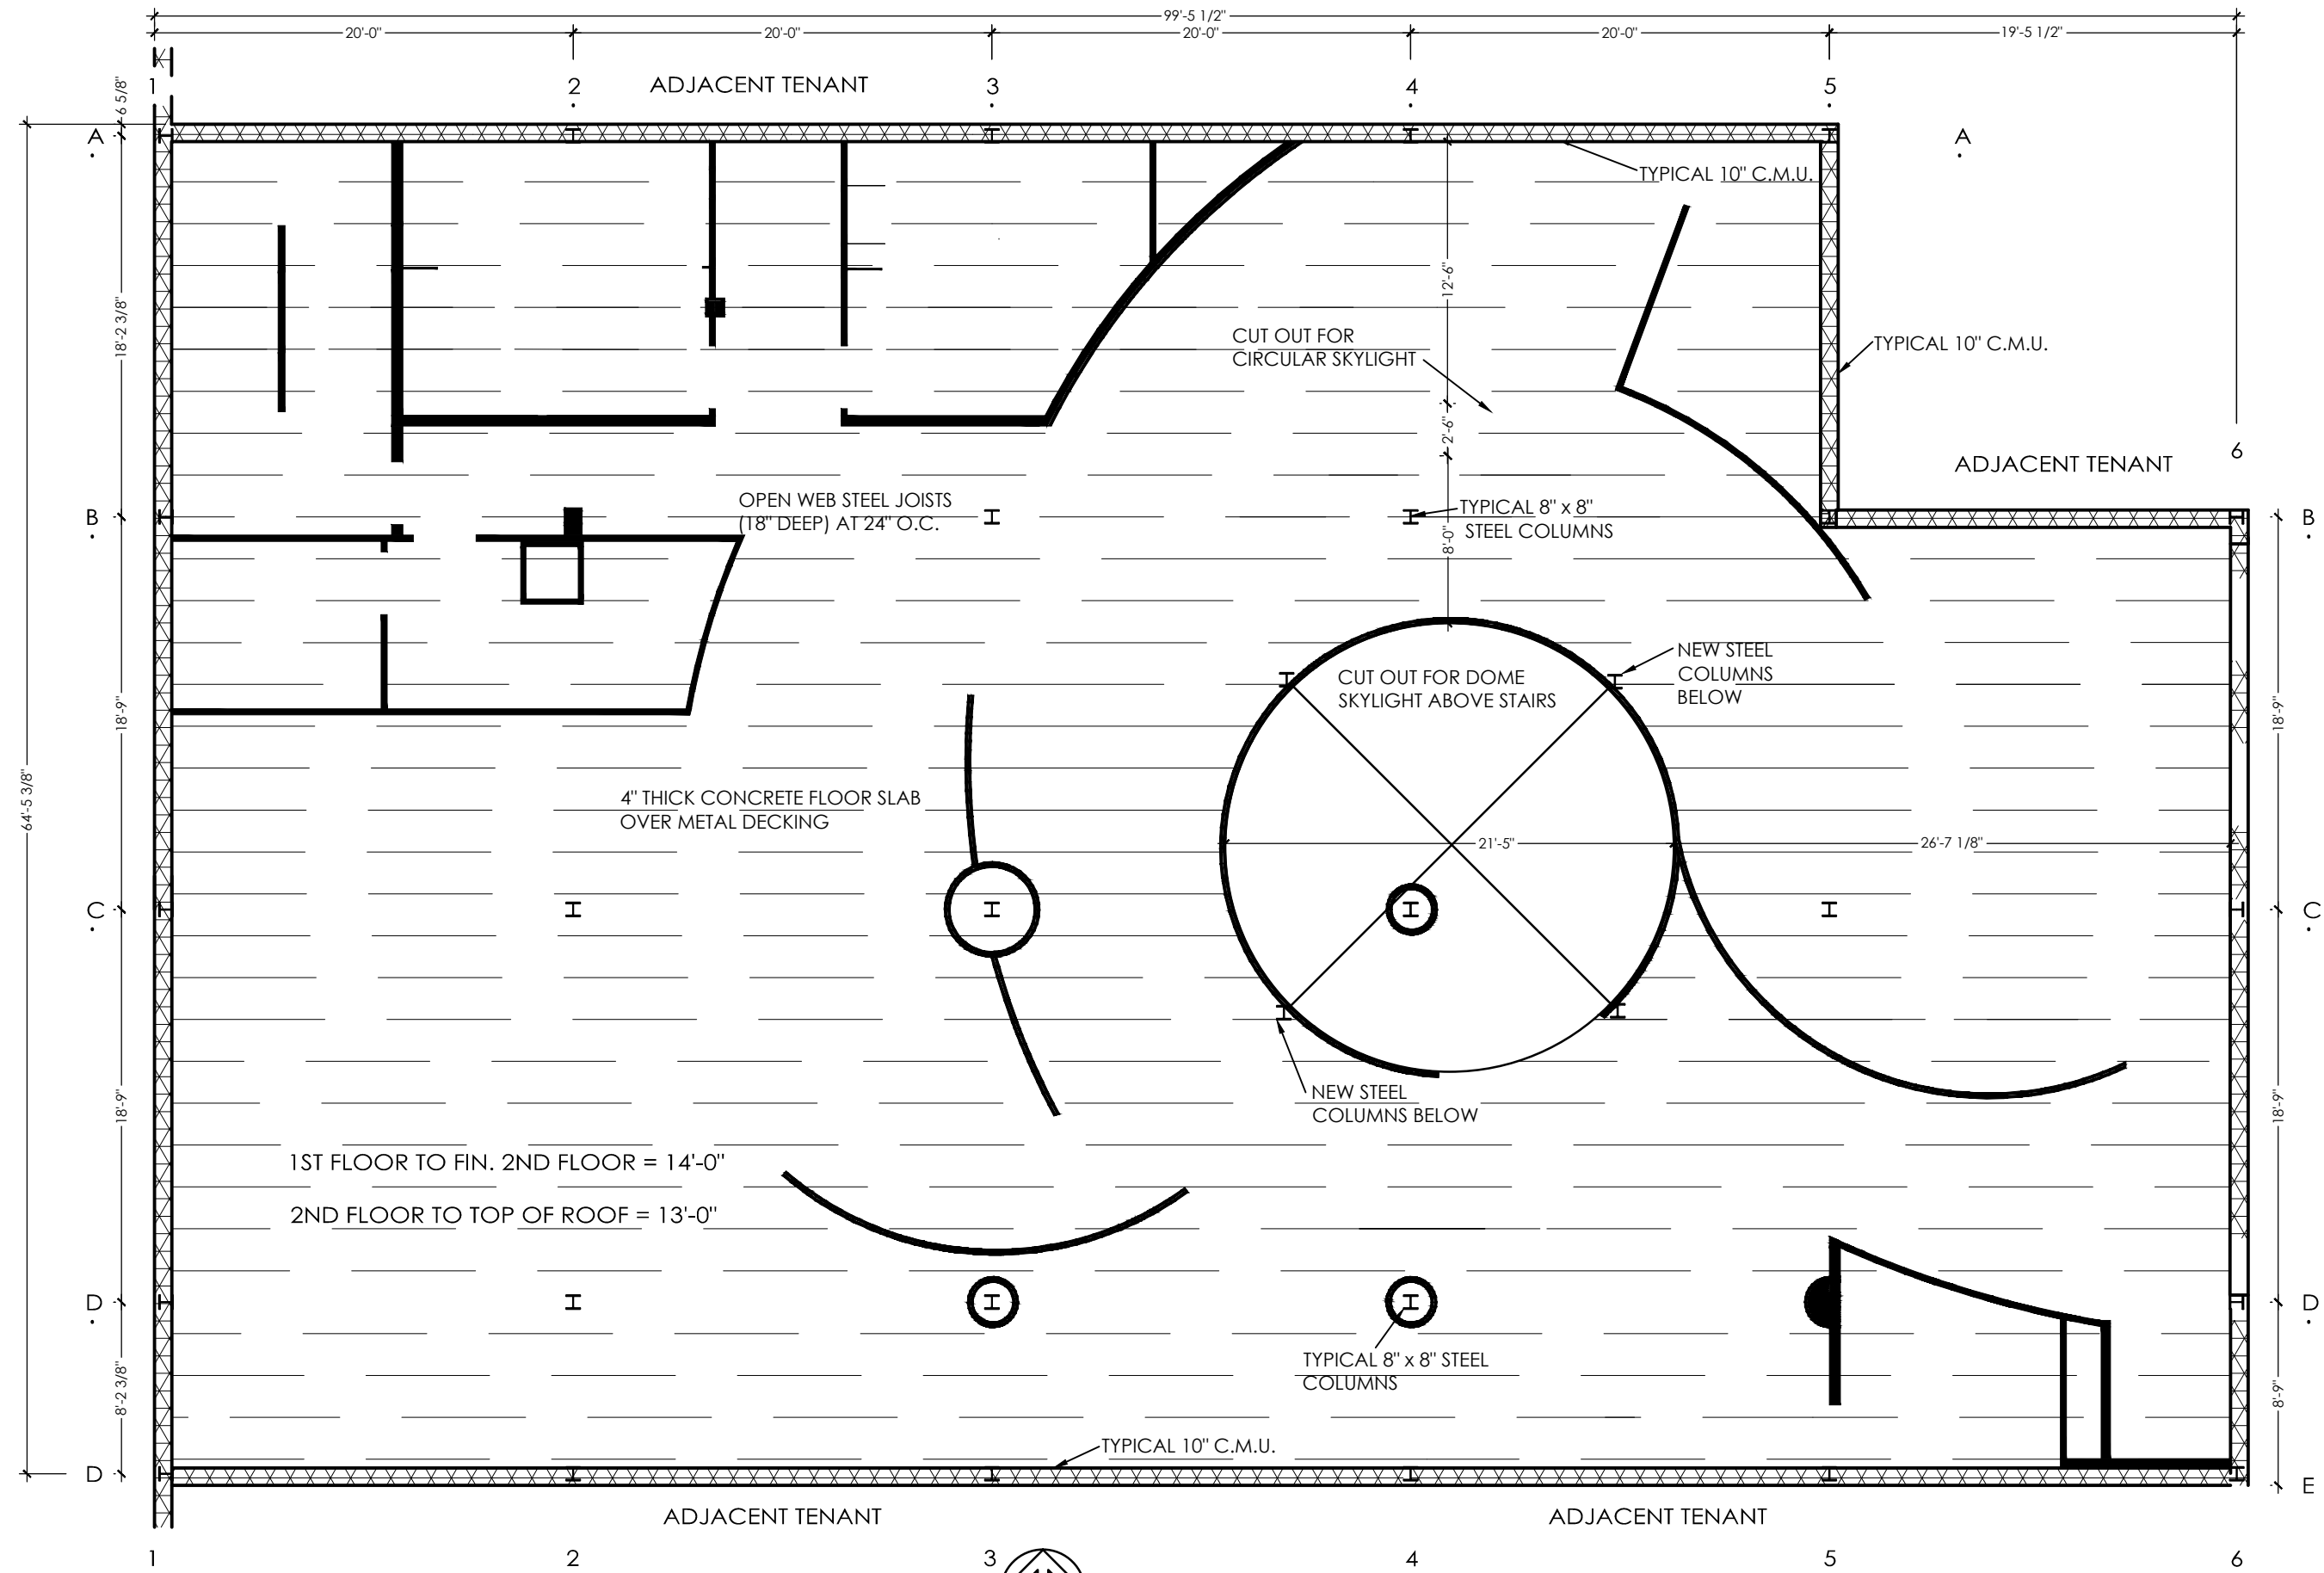 99'-5 1/2"
20'-0" 20'-0" 20'-0" 20'-0" 19'-5 1/2"
1 2 ADJACENT TENANT 3 4 5
6 5/8"
A A
TYPICAL 10" C.M.U.
12'-6"
18'-2 3/8"
CUT OUT FOR
CIRCULAR SKYLIGHT
TYPICAL 10" C.M.U.
2'-6"
6
ADJACENT TENANT
OPEN WEB STEEL JOISTS
(18" DEEP) AT 24" O.C.
TYPICAL 8" x 8"
STEEL COLUMNS
B B
8'-0"
NEW STEEL
COLUMNS
BELOW
CUT OUT FOR DOME
SKYLIGHT ABOVE STAIRS
18'-9" 18'-9"
64'-5 3/8"
4" THICK CONCRETE FLOOR SLAB
OVER METAL DECKING
21'-5" 26'-7 1/8"
C C
NEW STEEL
COLUMNS BELOW
18'-9" 18'-9"
1ST FLOOR TO FIN. 2ND FLOOR = 14'-0"
2ND FLOOR TO TOP OF ROOF = 13'-0"
D D
TYPICAL 8" x 8" STEEL
COLUMNS
8'-2 3/8" 8'-9"
TYPICAL 10" C.M.U.
D E
ADJACENT TENANT ADJACENT TENANT
1 2 3 4 5 6